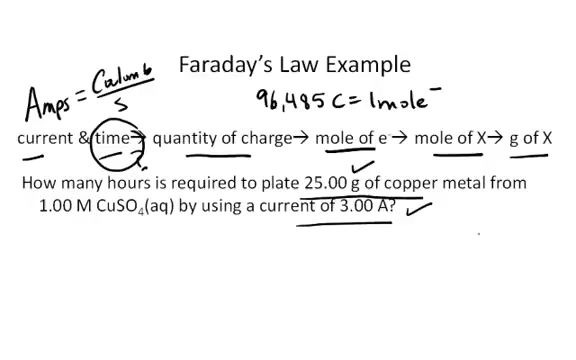 Faraday's Law Example
Amps = Coulomb / s
96,485 C = 1mole⁻
current & time→ quantity of charge→ mole of e⁻→ mole of X→ g of X
How many hours is required to plate 25.00 g of copper metal from
1.00 M CuSO₄(aq) by using a current of 3.00 A?